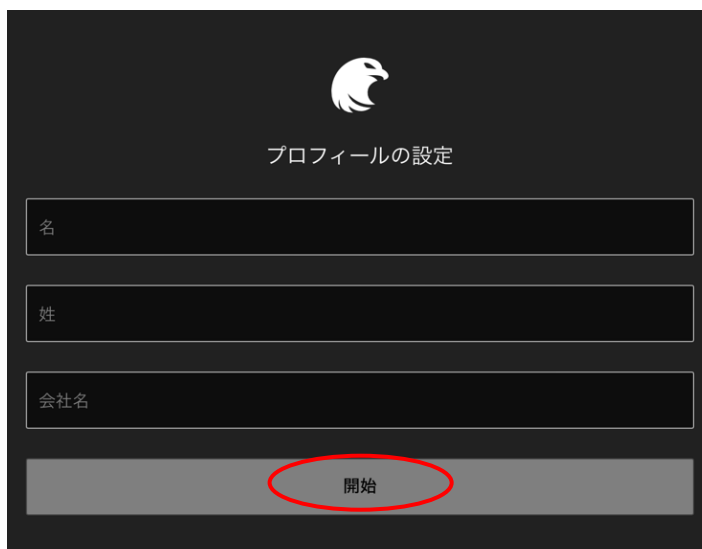 プロフィールの設定
名
姓
会社名
開始